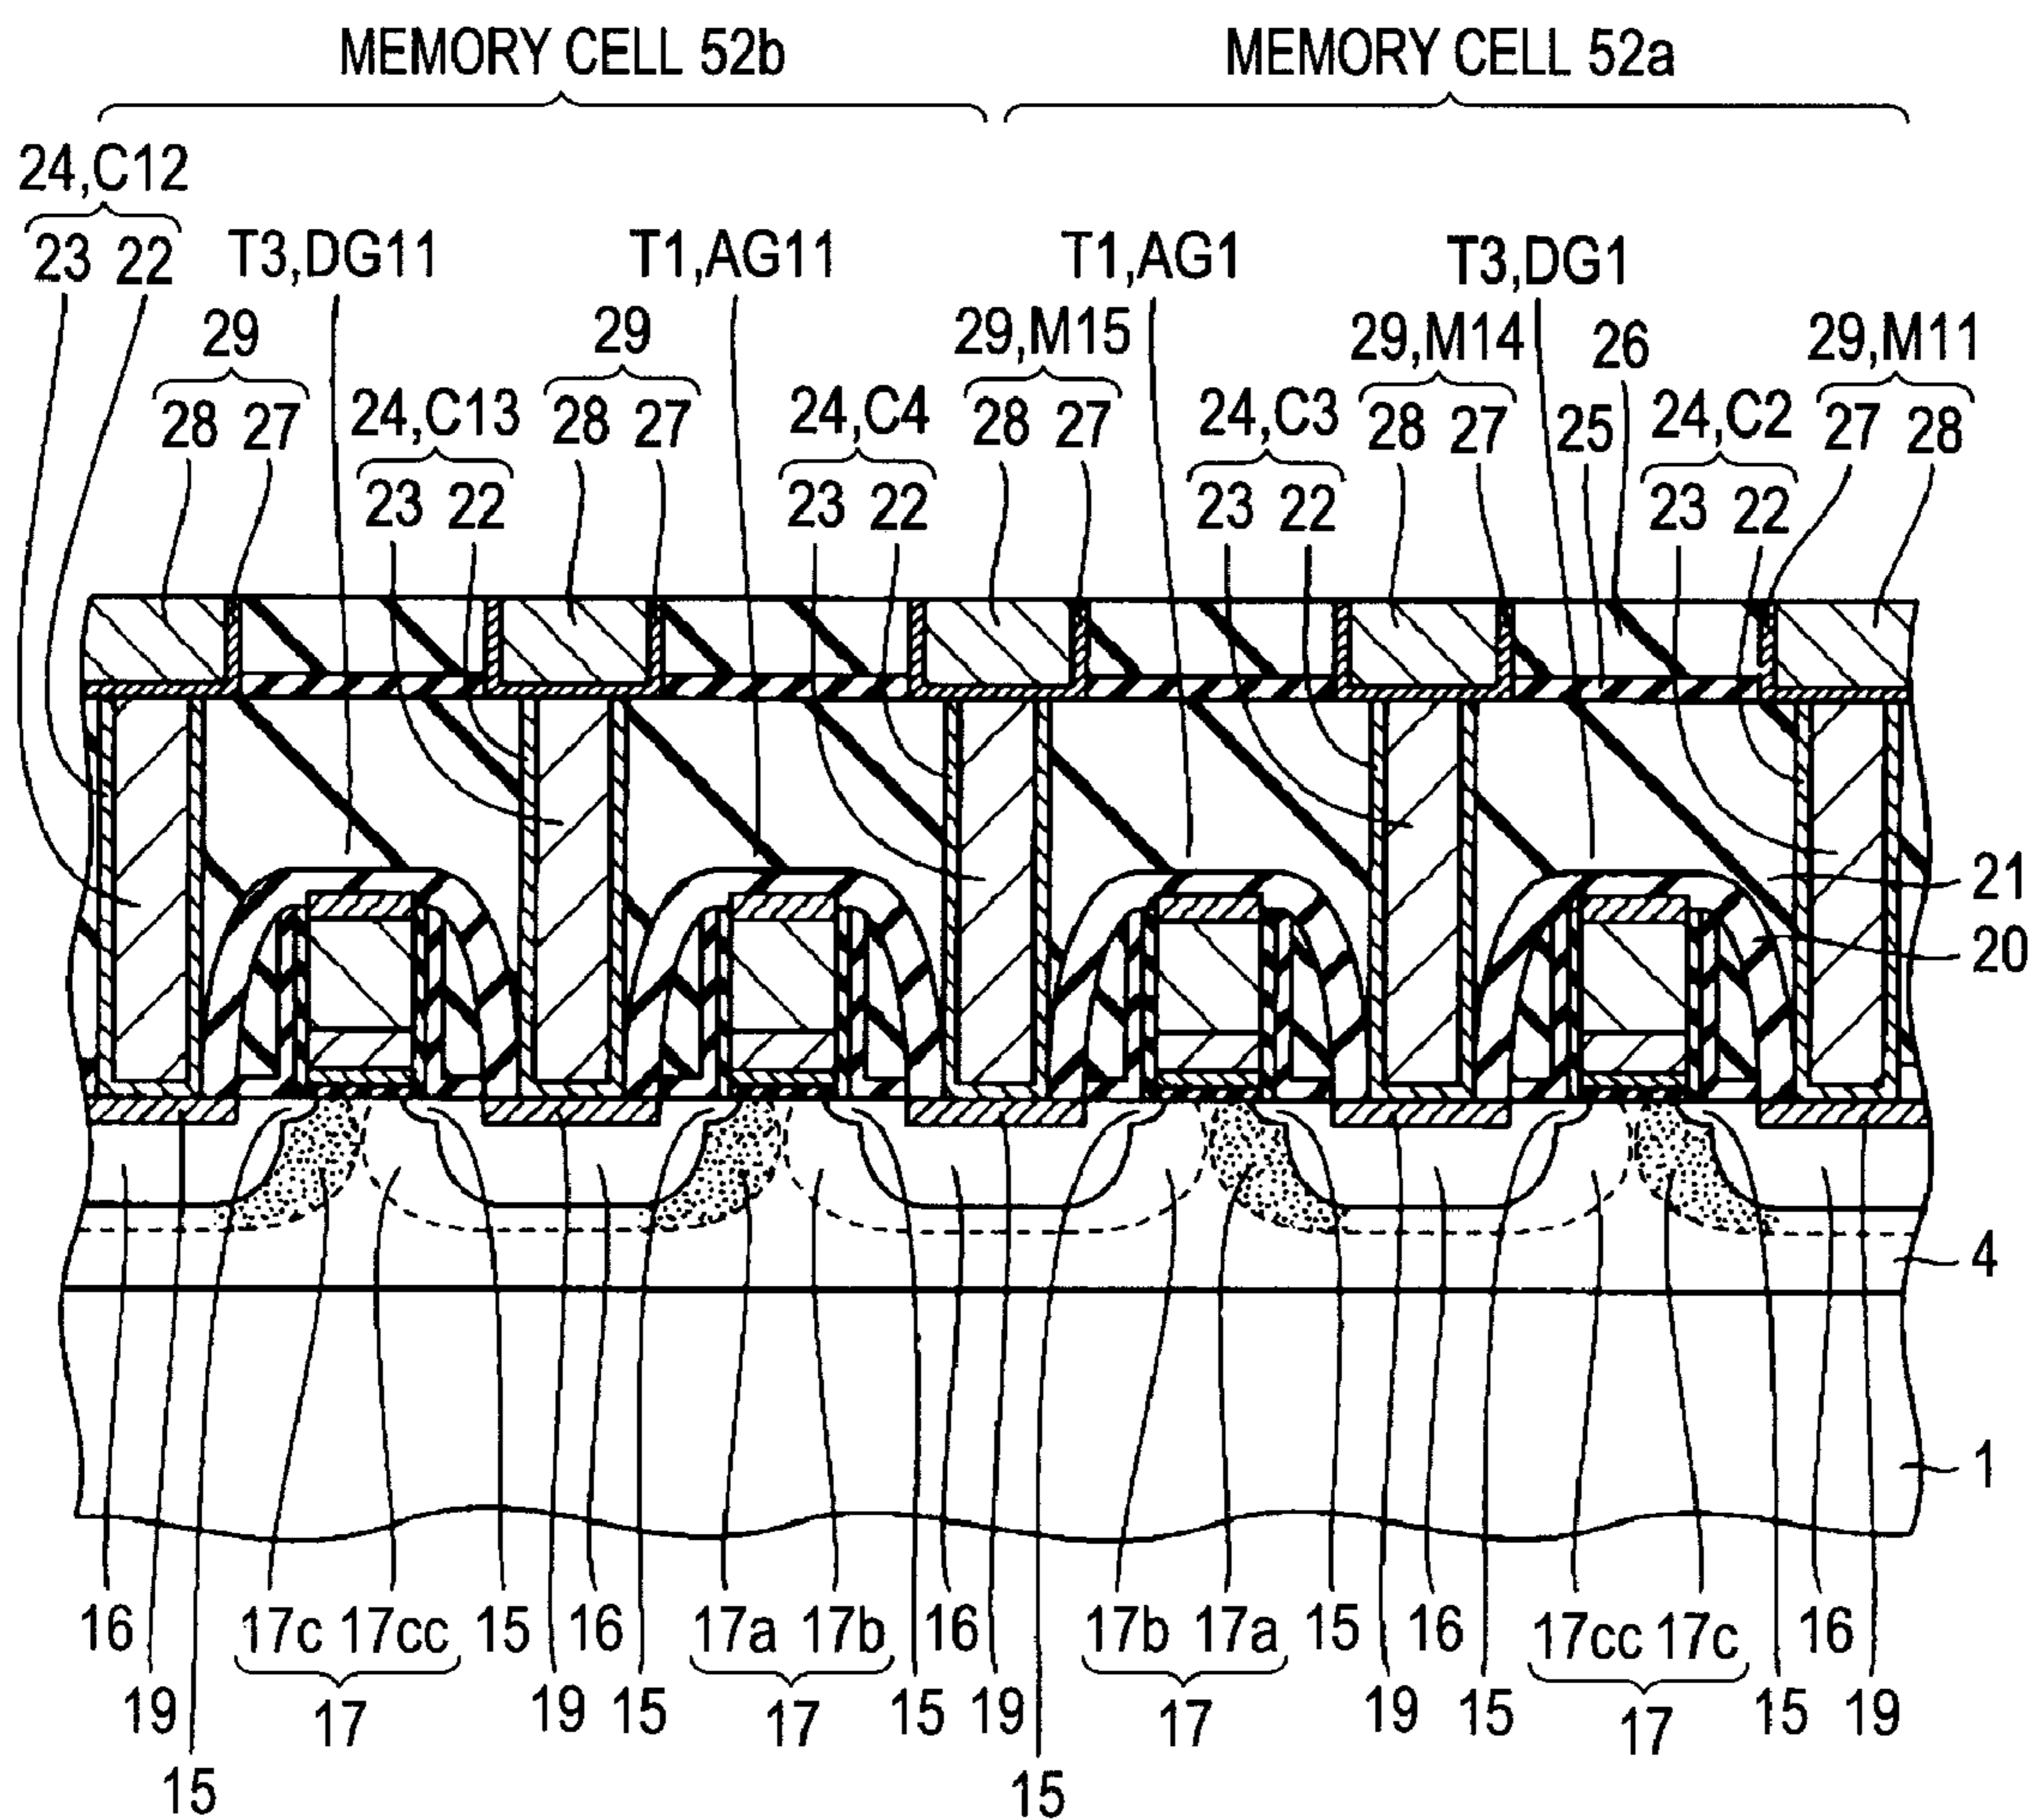 MEMORY CELL 52b MEMORY CELL 52a
24,C12
23 22 T3,DG11 T1,AG11 T1,AG1 T3,DG1
29 29 29,M15 29,M14 26 29,M11
28 27 24,C13 28 27 24,C4 28 27 24,C3 28 27 25 24,C2 27 28
23 22 23 22 23 22 23 22
21
20
4
1
16 17c 17cc 15 16 17a 17b 16 17b 17a 15 16 17cc 17c 16
19 17 19 15 17 15 19 17 19 15 17 15 19
15 15